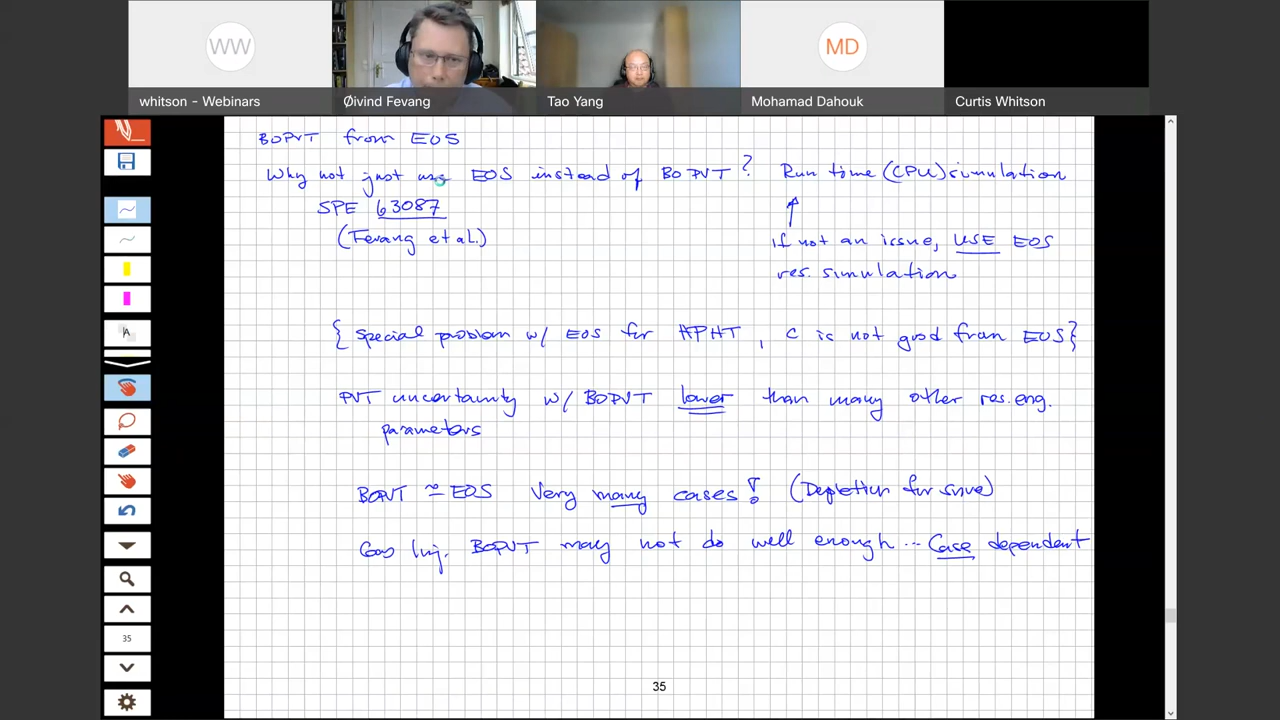 WW
MD
whitson - Webinars
Øivind Fevang
Tao Yang
Mohamad Dahouk
Curtis Whitson
BOPVT from EOS
Why not just use EOS instead of BOPVT? Run time (CPU) simulation
SPE 63087
(Fevang et al.)
if not an issue, USE EOS
res. simulation
{ special problem w/ EOS for HPHT, C is not good from EOS}
PVT uncertainty w/ BOPVT lower than many other res. eng.
parameters
BOPVT ≅ EOS Very many cases! (Depletion for sure)
Gas Inj. BOPVT may not do well enough ... Case dependent
A
35
35